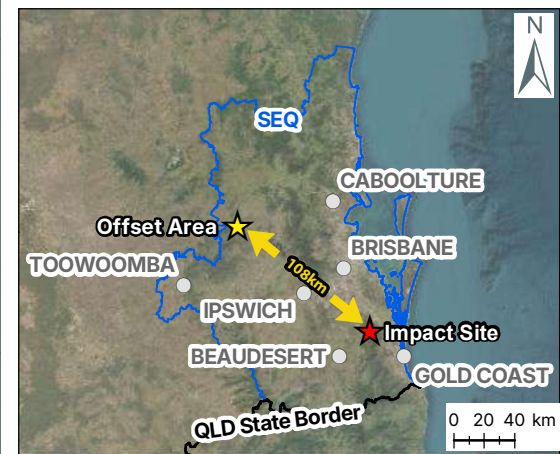 N
SEQ
CABOOLTURE
Offset Area
BRISBANE
TOOWOOMBA
108km
IPSWICH
Impact Site
BEAUDESERT
GOLD COAST
QLD State Border
0 20 40 km